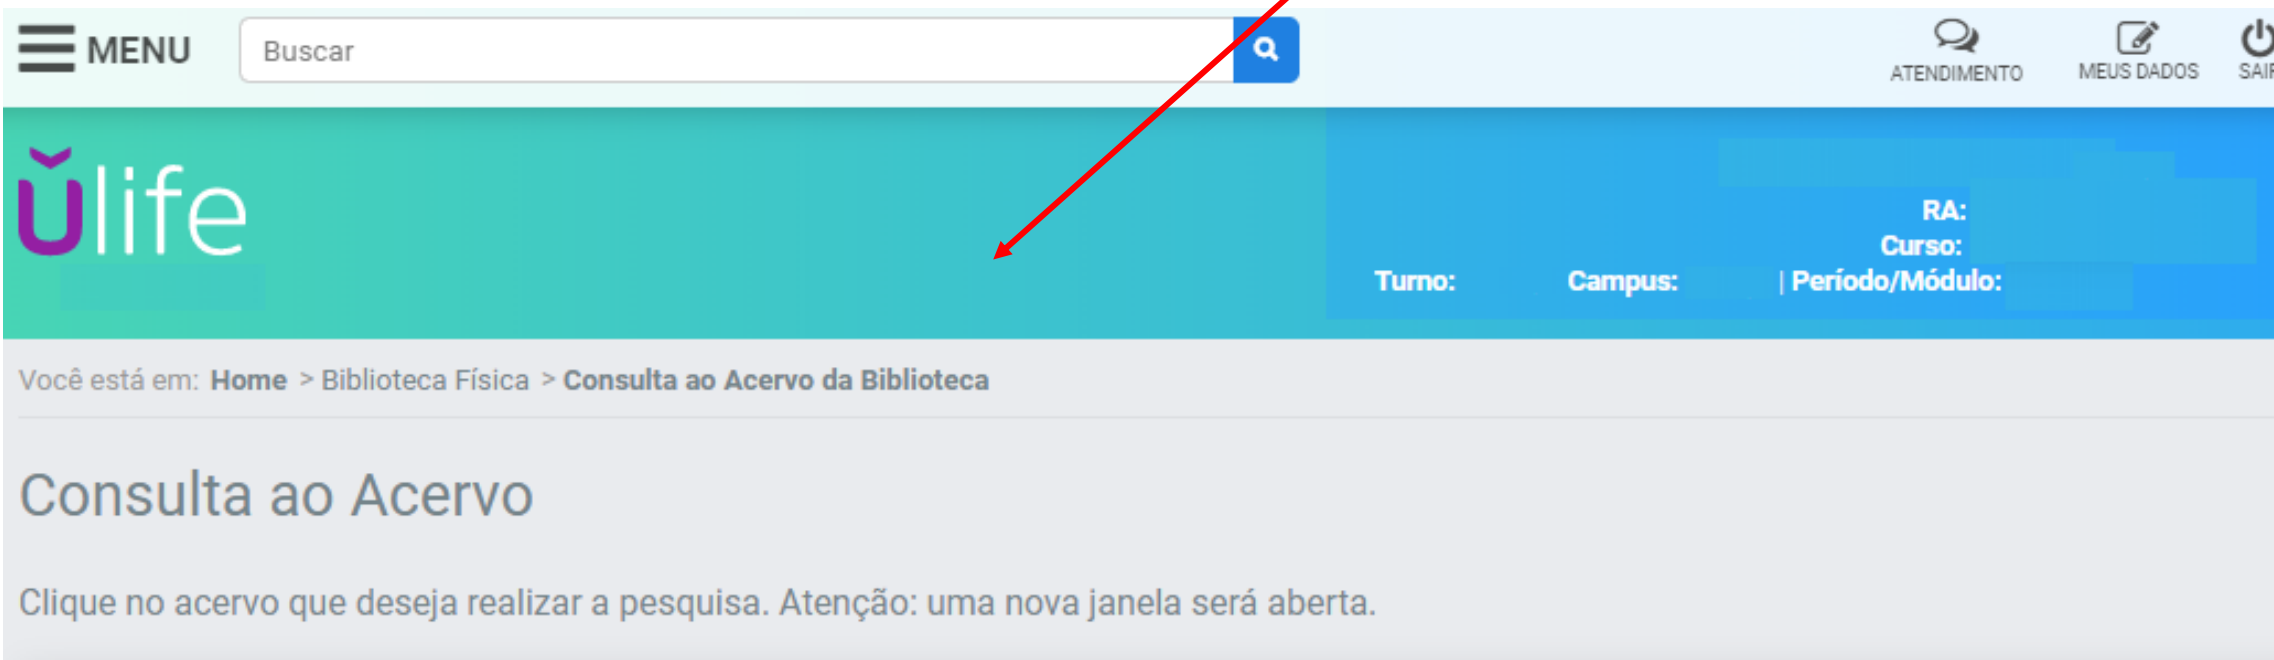 MENU
Buscar
ATENDIMENTO
MEUS DADOS
SAIR
ŭlife
RA:
Curso:
Turno: Campus: | Período/Módulo:
Você está em: Home > Biblioteca Física > Consulta ao Acervo da Biblioteca
Consulta ao Acervo
Clique no acervo que deseja realizar a pesquisa. Atenção: uma nova janela será aberta.